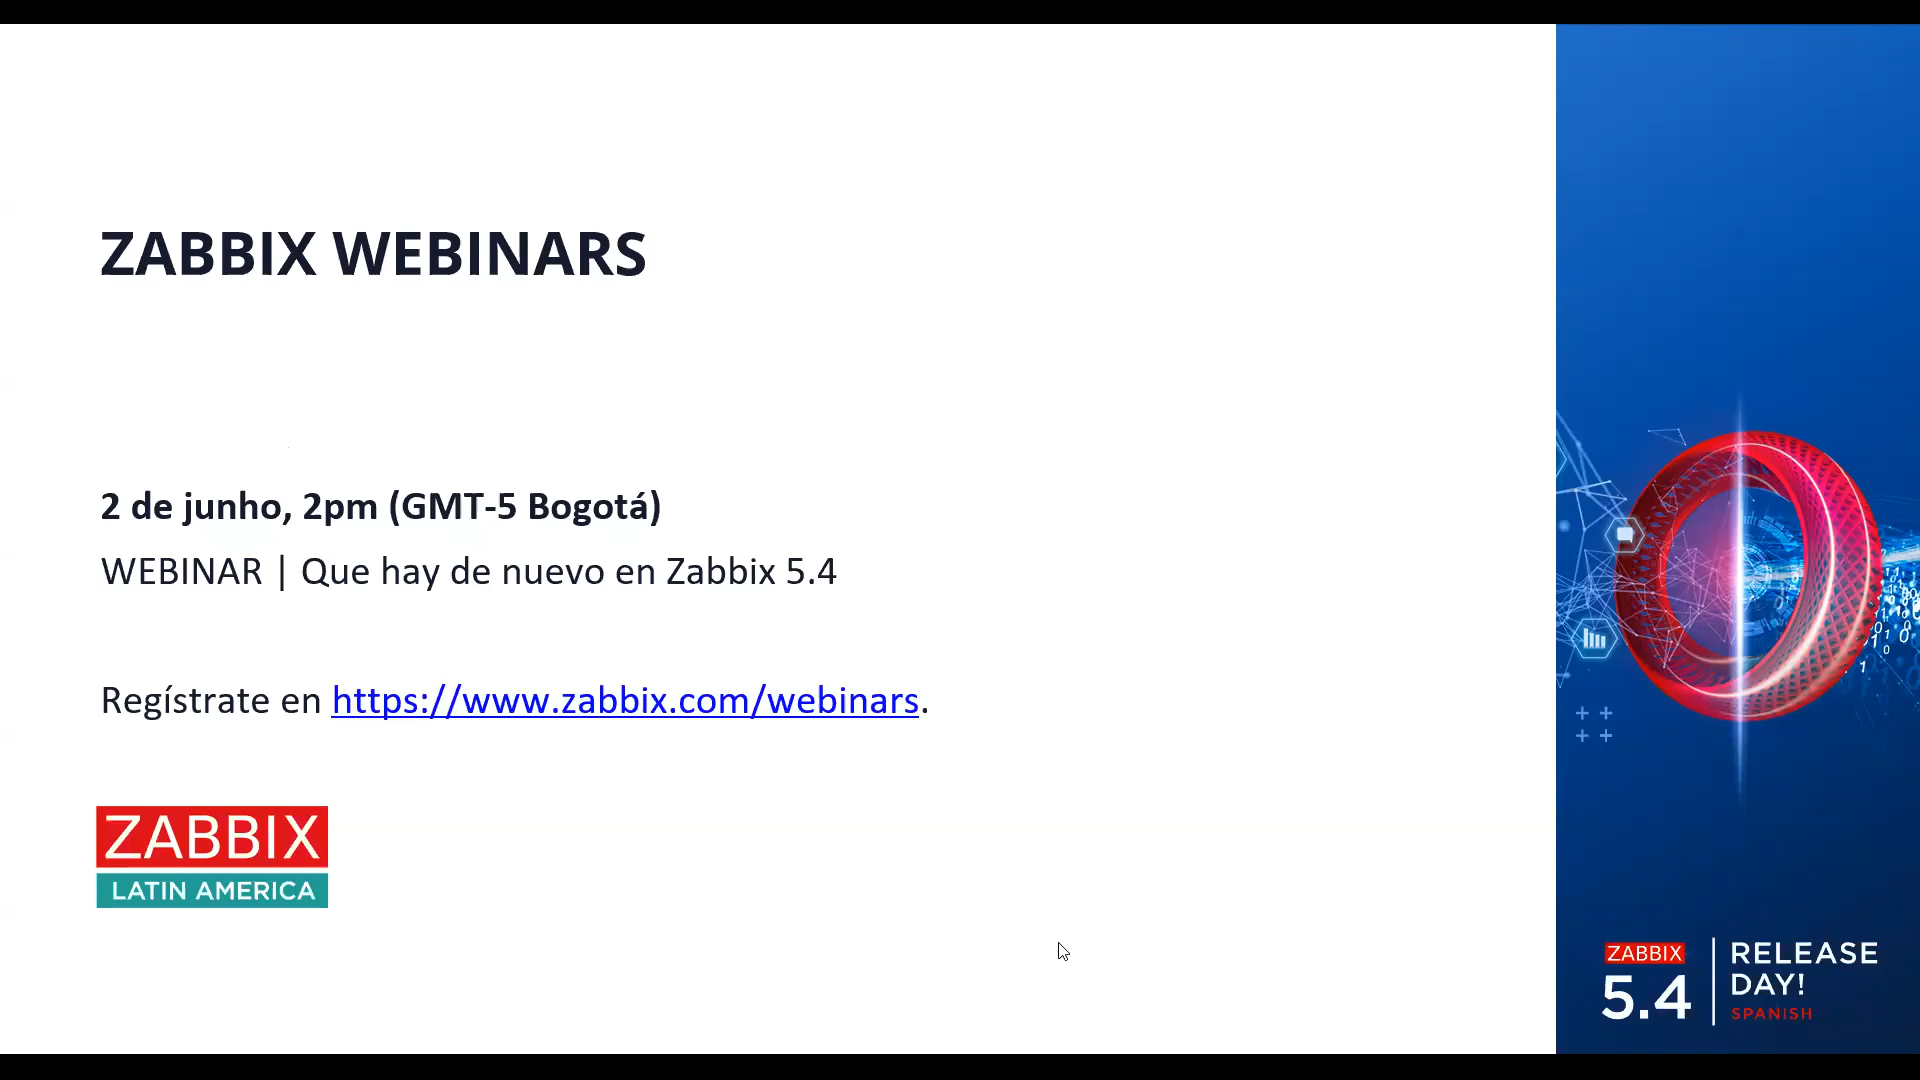 ZABBIX WEBINARS
2 de junho, 2pm (GMT-5 Bogotá)
WEBINAR | Que hay de nuevo en Zabbix 5.4
Regístrate en https://www.zabbix.com/webinars.
ZABBIX
LATIN AMERICA
ZABBIX
5.4
RELEASE
DAY!
SPANISH